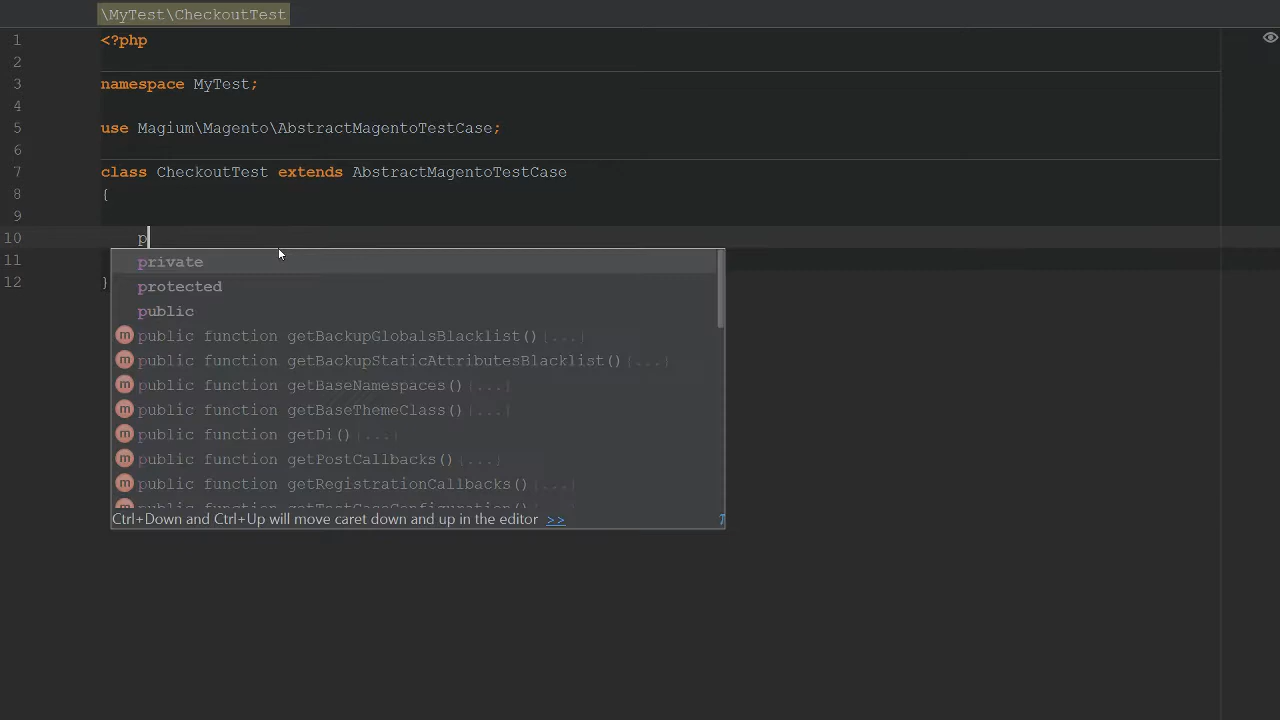 \MyTest\CheckoutTest
1 <?php
2
3 namespace MyTest;
4
5 use Magium\Magento\AbstractMagentoTestCase;
6
7 class CheckoutTest extends AbstractMagentoTestCase
8 {
9
10 p
11
12 }
private
protected
public
m public function getBackupGlobalsBlacklist() [...]
m public function getBackupStaticAttributesBlacklist() [...]
m public function getBaseNamespaces() [...]
m public function getBaseThemeClass() [...]
m public function getDi() [...]
m public function getPostCallbacks() [...]
m public function getRegistrationCallbacks() [...]
m public function getTestCaseConfiguration() [...]
Ctrl+Down and Ctrl+Up will move caret down and up in the editor >>